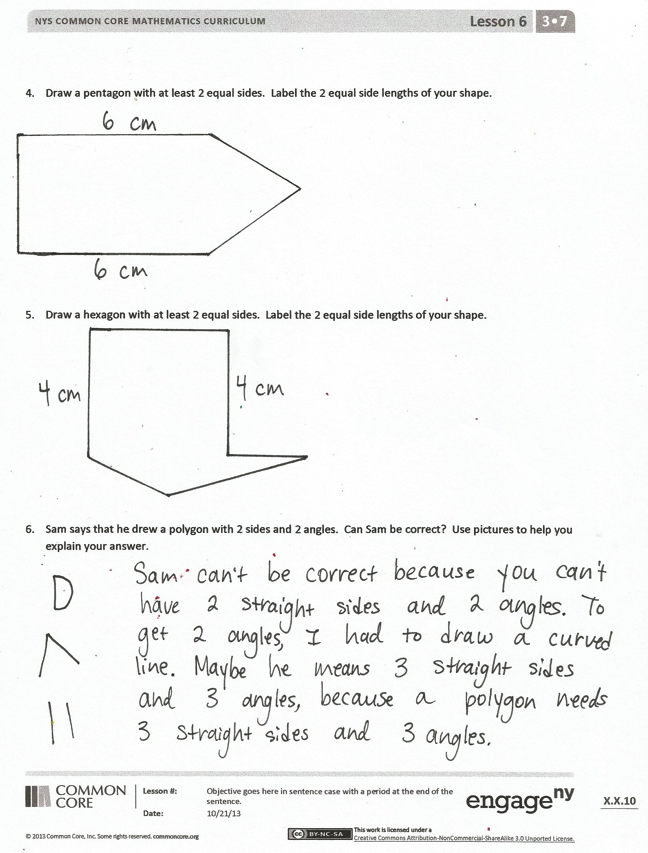 NYS COMMON CORE MATHEMATICS CURRICULUM
Lesson 6
3•7
4. Draw a pentagon with at least 2 equal sides. Label the 2 equal side lengths of your shape.
6 cm
6 cm
5. Draw a hexagon with at least 2 equal sides. Label the 2 equal side lengths of your shape.
4 cm
4 cm
6. Sam says that he drew a polygon with 2 sides and 2 angles. Can Sam be correct? Use pictures to help you
explain your answer.
Sam can't be correct because you can't
have 2 straight sides and 2 angles. To
get 2 angles, I had to draw a curved
line. Maybe he means 3 straight sides
and 3 angles, because a polygon needs
3 straight sides and 3 angles.
COMMON
CORE
Lesson #:
Objective goes here in sentence case with a period at the end of the
sentence.
Date:
10/21/13
engage ny
X.X.10
© 2013 Common Core, Inc. Some rights reserved. commoncore.org
cc BY-NC-SA
This work is licensed under a
Creative Commons Attribution-NonCommercial-ShareAlike 3.0 Unported License.